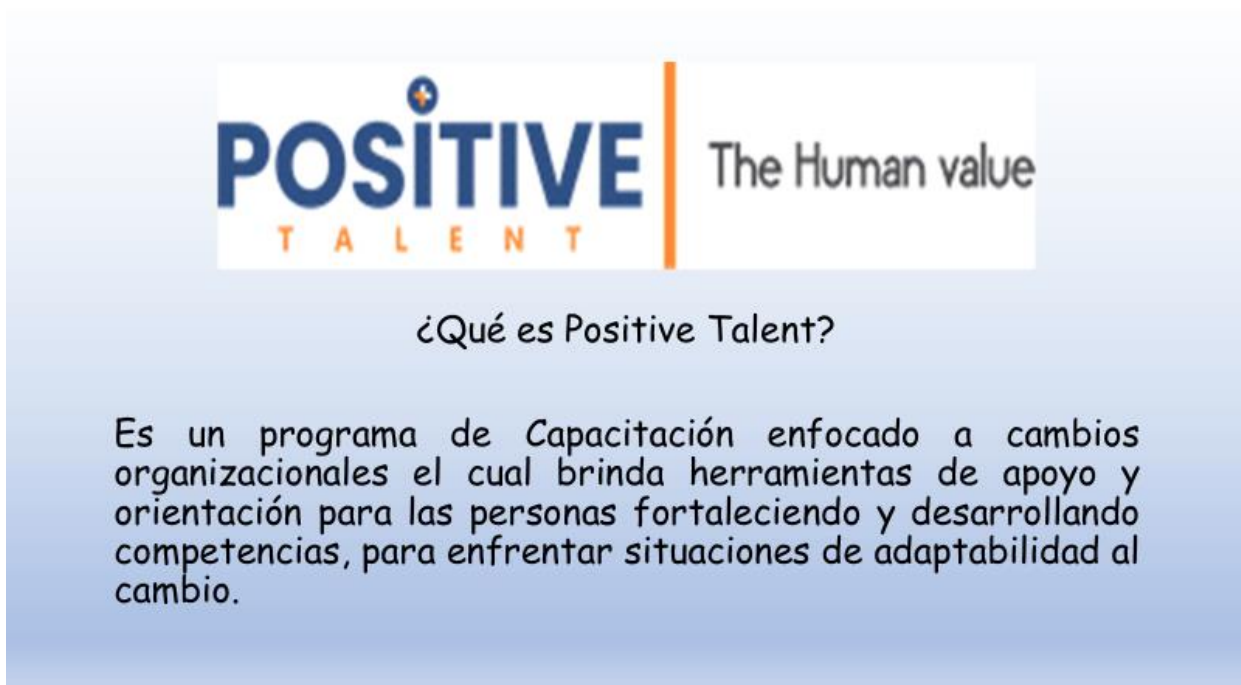 POSITIVE
TALENT
The Human value
¿Qué es Positive Talent?
Es un programa de Capacitación enfocado a cambios
organizacionales el cual brinda herramientas de apoyo y
orientación para las personas fortaleciendo y desarrollando
competencias, para enfrentar situaciones de adaptabilidad al
cambio.